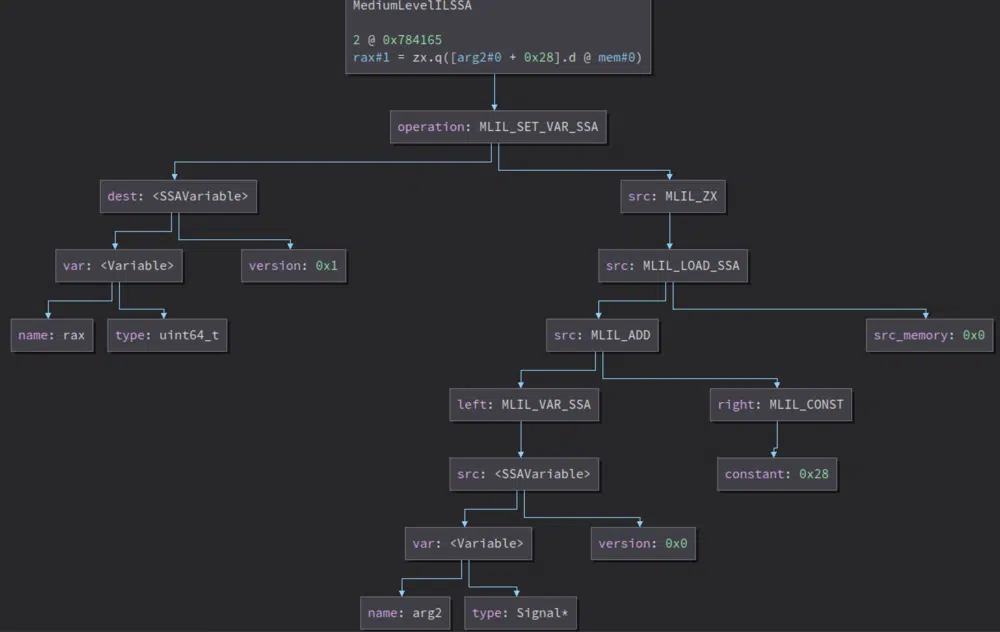 MediumLevelILSSA
2 @ 0x784165
rax#1 = zx.q([arg2#0 + 0x28].d @ mem#0)
operation: MLIL_SET_VAR_SSA
dest: <SSAVariable>
src: MLIL_ZX
var: <Variable>
version: 0x1
src: MLIL_LOAD_SSA
name: rax
type: uint64_t
src: MLIL_ADD
src_memory: 0x0
left: MLIL_VAR_SSA
right: MLIL_CONST
src: <SSAVariable>
constant: 0x28
var: <Variable>
version: 0x0
name: arg2
type: Signal*